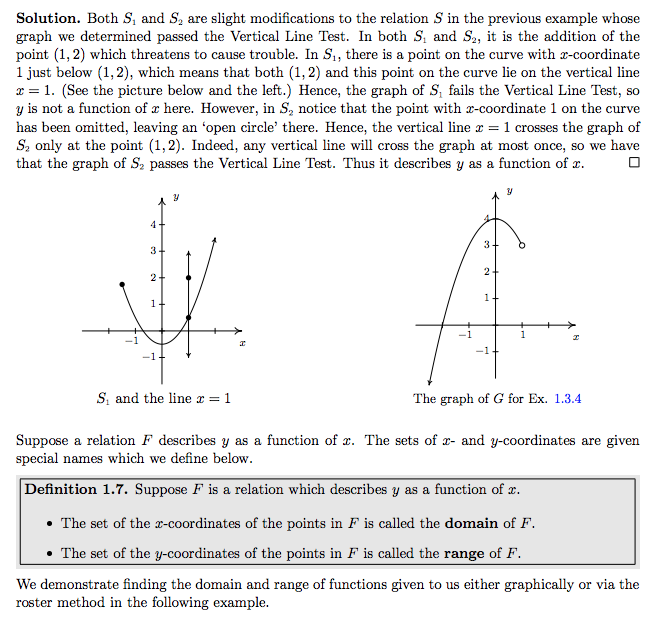 Solution. Both S₁ and S₂ are slight modifications to the relation S in the previous example whose
graph we determined passed the Vertical Line Test. In both S₁ and S₂, it is the addition of the
point (1, 2) which threatens to cause trouble. In S₁, there is a point on the curve with x-coordinate
1 just below (1, 2), which means that both (1, 2) and this point on the curve lie on the vertical line
x = 1. (See the picture below and the left.) Hence, the graph of S₁ fails the Vertical Line Test, so
y is not a function of x here. However, in S₂ notice that the point with x-coordinate 1 on the curve
has been omitted, leaving an ‘open circle’ there. Hence, the vertical line x = 1 crosses the graph of
S₂ only at the point (1, 2). Indeed, any vertical line will cross the graph at most once, so we have
that the graph of S₂ passes the Vertical Line Test. Thus it describes y as a function of x. □
y
4
3
2
1
−1
−1
x
S₁ and the line x = 1
y
4
3
2
1
−1
1
−1
x
The graph of G for Ex. 1.3.4
Suppose a relation F describes y as a function of x. The sets of x- and y-coordinates are given
special names which we define below.
Definition 1.7. Suppose F is a relation which describes y as a function of x.
• The set of the x-coordinates of the points in F is called the domain of F.
• The set of the y-coordinates of the points in F is called the range of F.
We demonstrate finding the domain and range of functions given to us either graphically or via the
roster method in the following example.